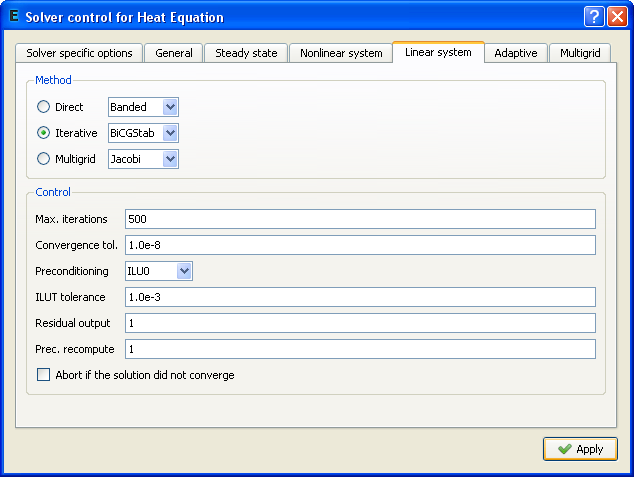 E Solver control for Heat Equation
Solver specific options General Steady state Nonlinear system Linear system Adaptive Multigrid
Method
Direct Banded
Iterative BiCGStab
Multigrid Jacobi
Control
Max. iterations 500
Convergence tol. 1.0e-8
Preconditioning ILU0
ILUT tolerance 1.0e-3
Residual output 1
Prec. recompute 1
Abort if the solution did not converge
Apply